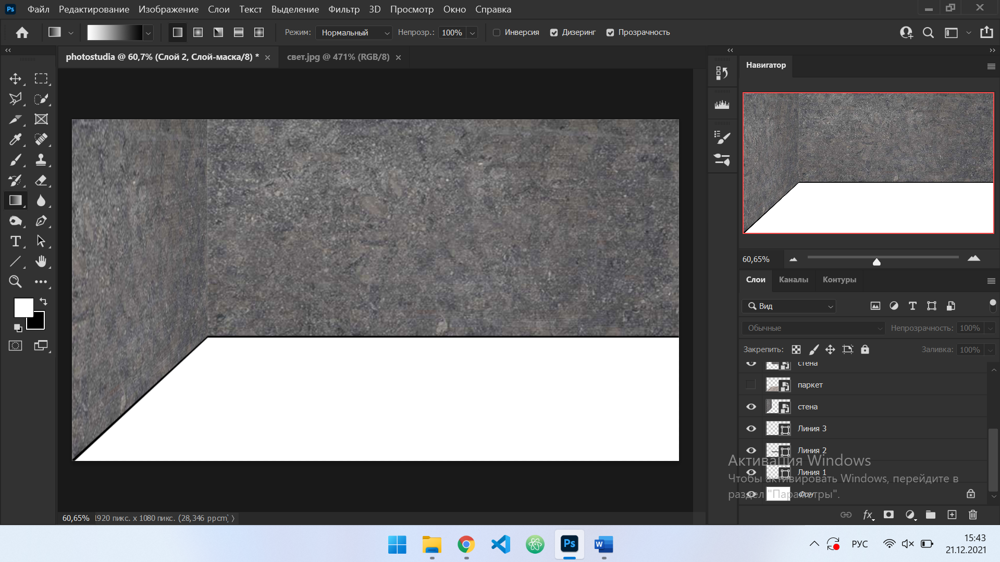 Ps Файл Редактирование Изображение Слои Текст Выделение Фильтр 3D Просмотр Окно Справка
Режим: Нормальный Непрозр.: 100% Инверсия Дизеринг Прозрачность
photostudia @ 60,7% (Слой 2, Слой-маска/8) * свет.jpg @ 471% (RGB/8)
Навигатор
60,65%
Слои Каналы Контуры
Вид
Обычные Непрозрачность: 100%
Закрепить: Заливка: 100%
стена
паркет
стена
Линия 3
Линия 2
Линия 1
Фон
Активация Windows
Чтобы активировать Windows, перейдите в
раздел "Параметры".
fx
60,65% 1920 пикс. x 1080 пикс. (28,346 ppcm)
Ps W РУС 15:43
21.12.2021